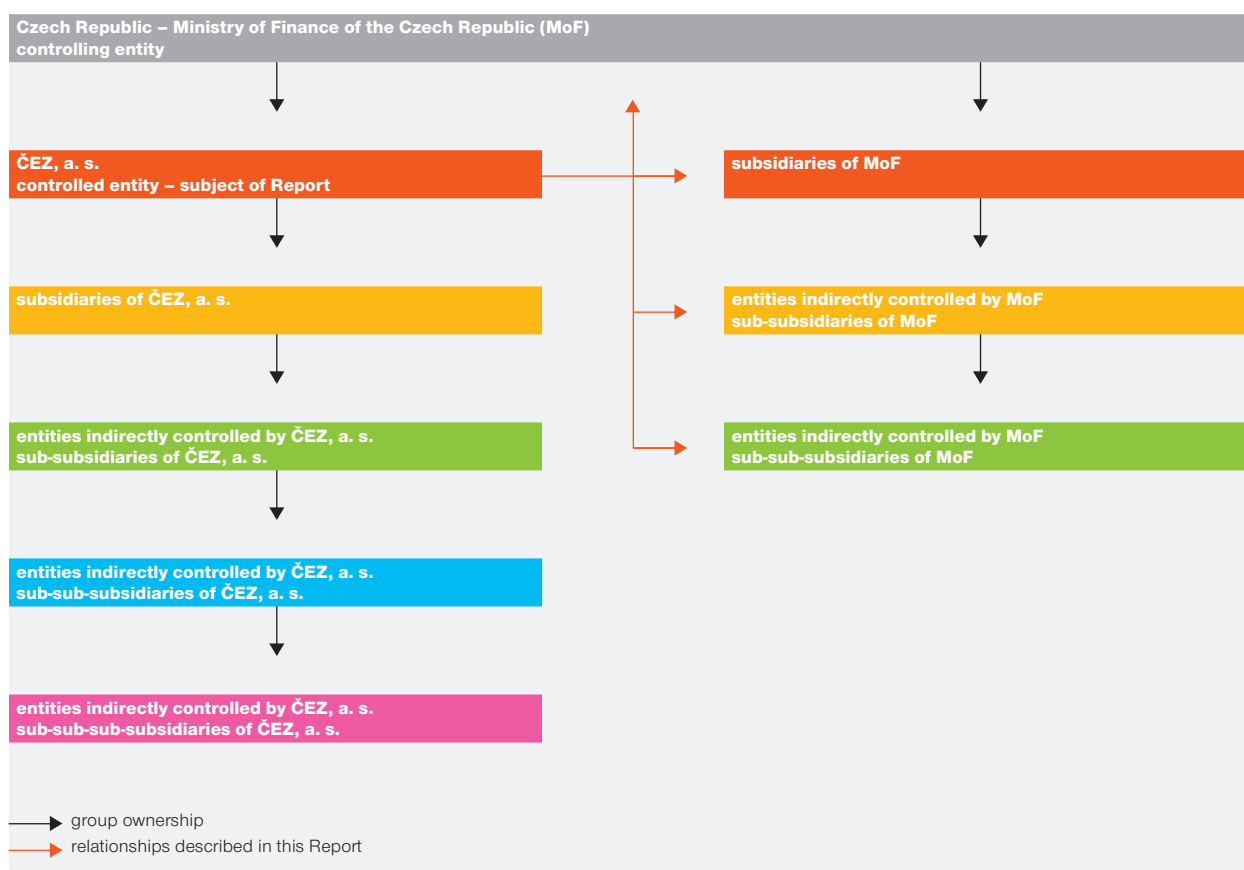 Czech Republic – Ministry of Finance of the Czech Republic (MoF)
controlling entity
ČEZ, a. s.
controlled entity – subject of Report
subsidiaries of MoF
subsidiaries of ČEZ, a. s.
entities indirectly controlled by MoF
sub-subsidiaries of MoF
entities indirectly controlled by ČEZ, a. s.
sub-subsidiaries of ČEZ, a. s.
entities indirectly controlled by MoF
sub-sub-subsidiaries of MoF
entities indirectly controlled by ČEZ, a. s.
sub-sub-subsidiaries of ČEZ, a. s.
entities indirectly controlled by ČEZ, a. s.
sub-sub-sub-subsidiaries of ČEZ, a. s.
group ownership
relationships described in this Report